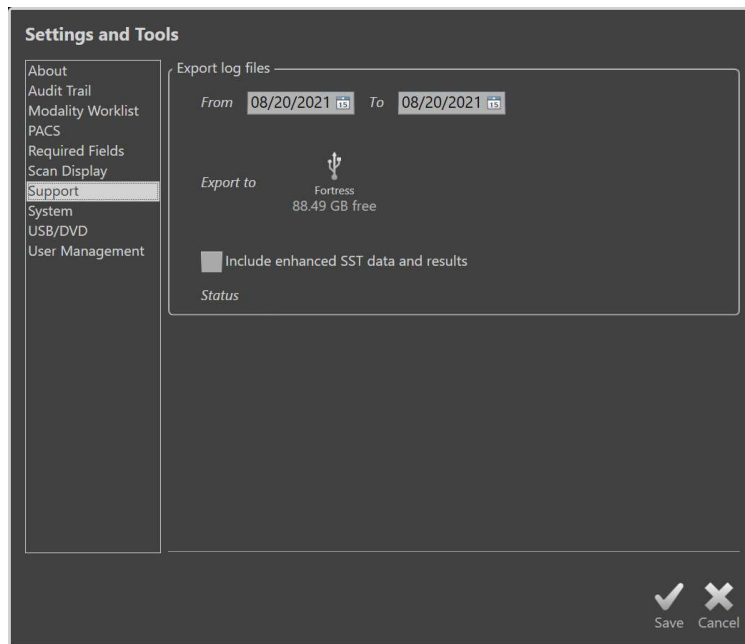 Settings and Tools
About
Audit Trail
Modality Worklist
PACS
Required Fields
Scan Display
Support
System
USB/DVD
User Management
Export log files
From 08/20/2021 15 To 08/20/2021 15
Export to
Fortress
88.49 GB free
Include enhanced SST data and results
Status
Save Cancel